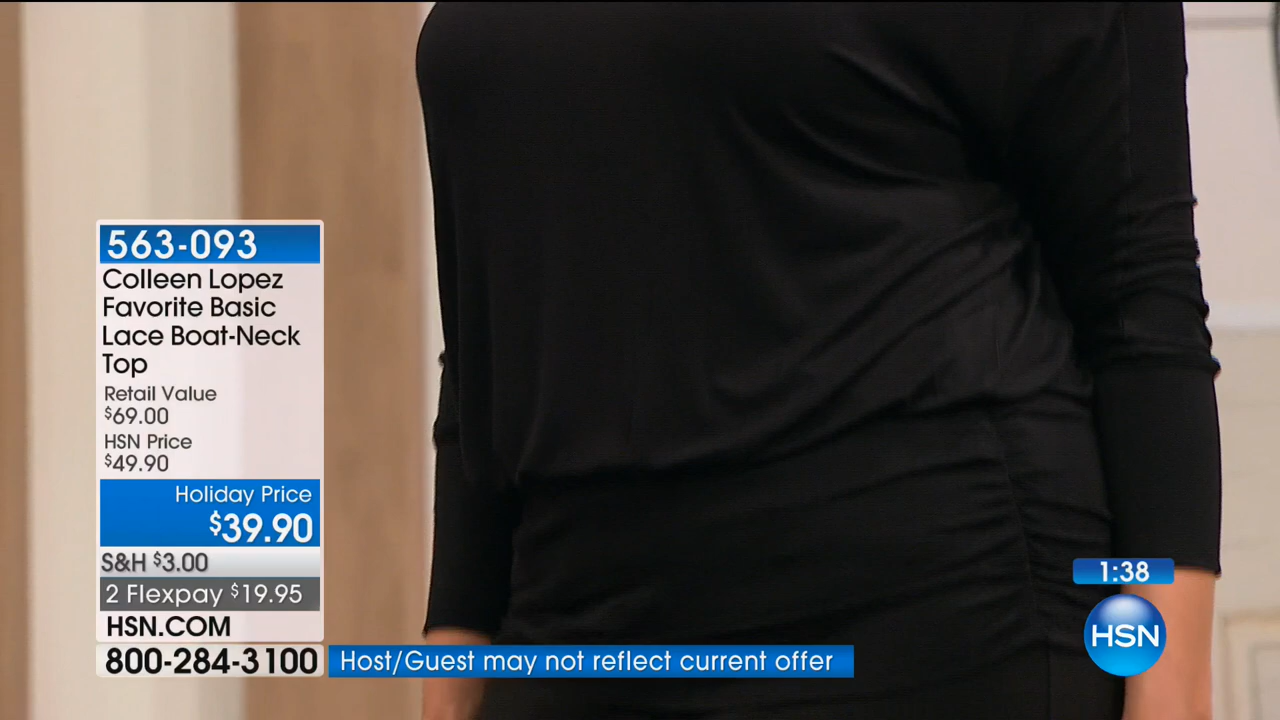 563-093
Colleen Lopez
Favorite Basic
Lace Boat-Neck
Top
Retail Value
$69.00
HSN Price
$49.90
Holiday Price
$39.90
S&H $3.00
2 Flexpay $19.95
HSN.COM
800-284-3100
Host/Guest may not reflect current offer
1:38
HSN